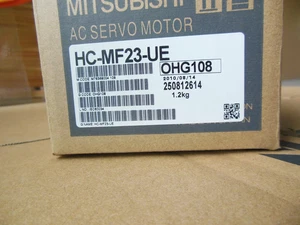 MITSUBISHI
AC SERVO MOTOR
HC-MF23-UE
OHG108
2010/08/14
250812614
1.2kg